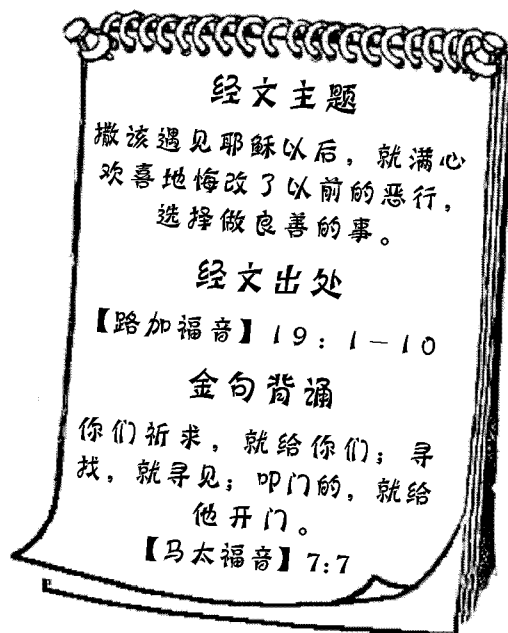 经文主题
撒该遇见耶稣以后，就满心
欢喜地悔改了以前的恶行，
选择做良善的事。
经文出处
【路加福音】19：1－10
金句背诵
你们祈求，就给你们；寻
找，就寻见；叩门的，就给
他开门。
【马太福音】7:7